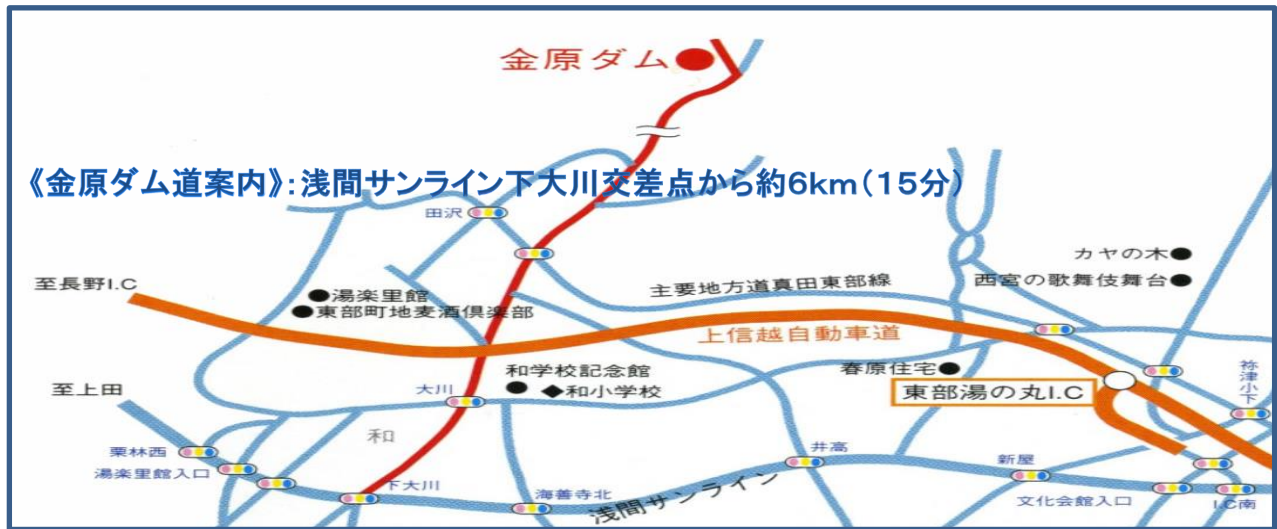 金原ダム
《金原ダム道案内》:浅間サンライン下大川交差点から約6km(15分)
田沢
カヤの木
至長野I.C
西宮の歌舞伎舞台
主要地方道真田東部線
湯楽里館
東部町地麦酒倶楽部
上信越自動車道
和学校記念館
春原住宅
至上田
大川
和小学校
東部湯の丸I.C
祢津小下
和
栗林西
井高
新屋
湯楽里館入口
下大川
海善寺北
浅間サンライン
文化会館入口
I.C南